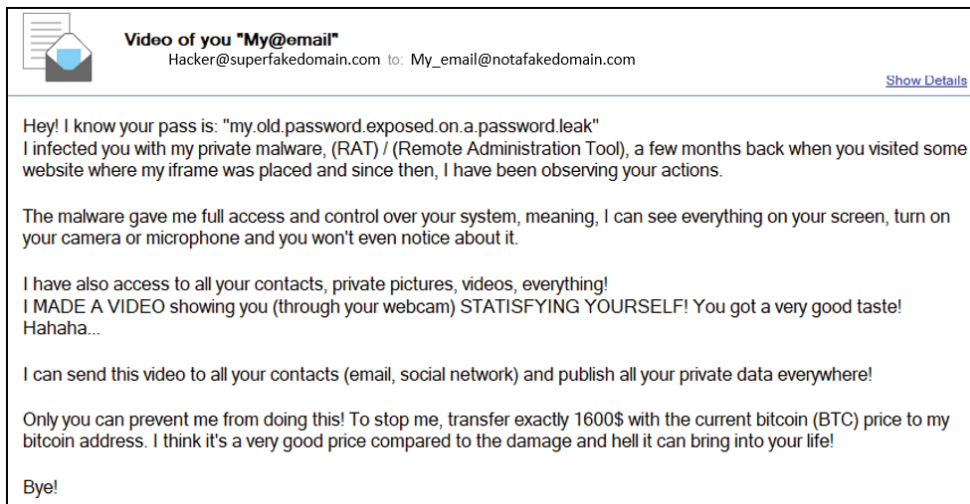 Video of you "My@email"
Hacker@superfakedomain.com to: My_email@notafakedomain.com
Show Details
Hey! I know your pass is: "my.old.password.exposed.on.a.password.leak"
I infected you with my private malware, (RAT) / (Remote Administration Tool), a few months back when you visited some
website where my iframe was placed and since then, I have been observing your actions.
The malware gave me full access and control over your system, meaning, I can see everything on your screen, turn on
your camera or microphone and you won't even notice about it.
I have also access to all your contacts, private pictures, videos, everything!
I MADE A VIDEO showing you (through your webcam) STATISFYING YOURSELF! You got a very good taste!
Hahaha...
I can send this video to all your contacts (email, social network) and publish all your private data everywhere!
Only you can prevent me from doing this! To stop me, transfer exactly 1600$ with the current bitcoin (BTC) price to my
bitcoin address. I think it's a very good price compared to the damage and hell it can bring into your life!
Bye!